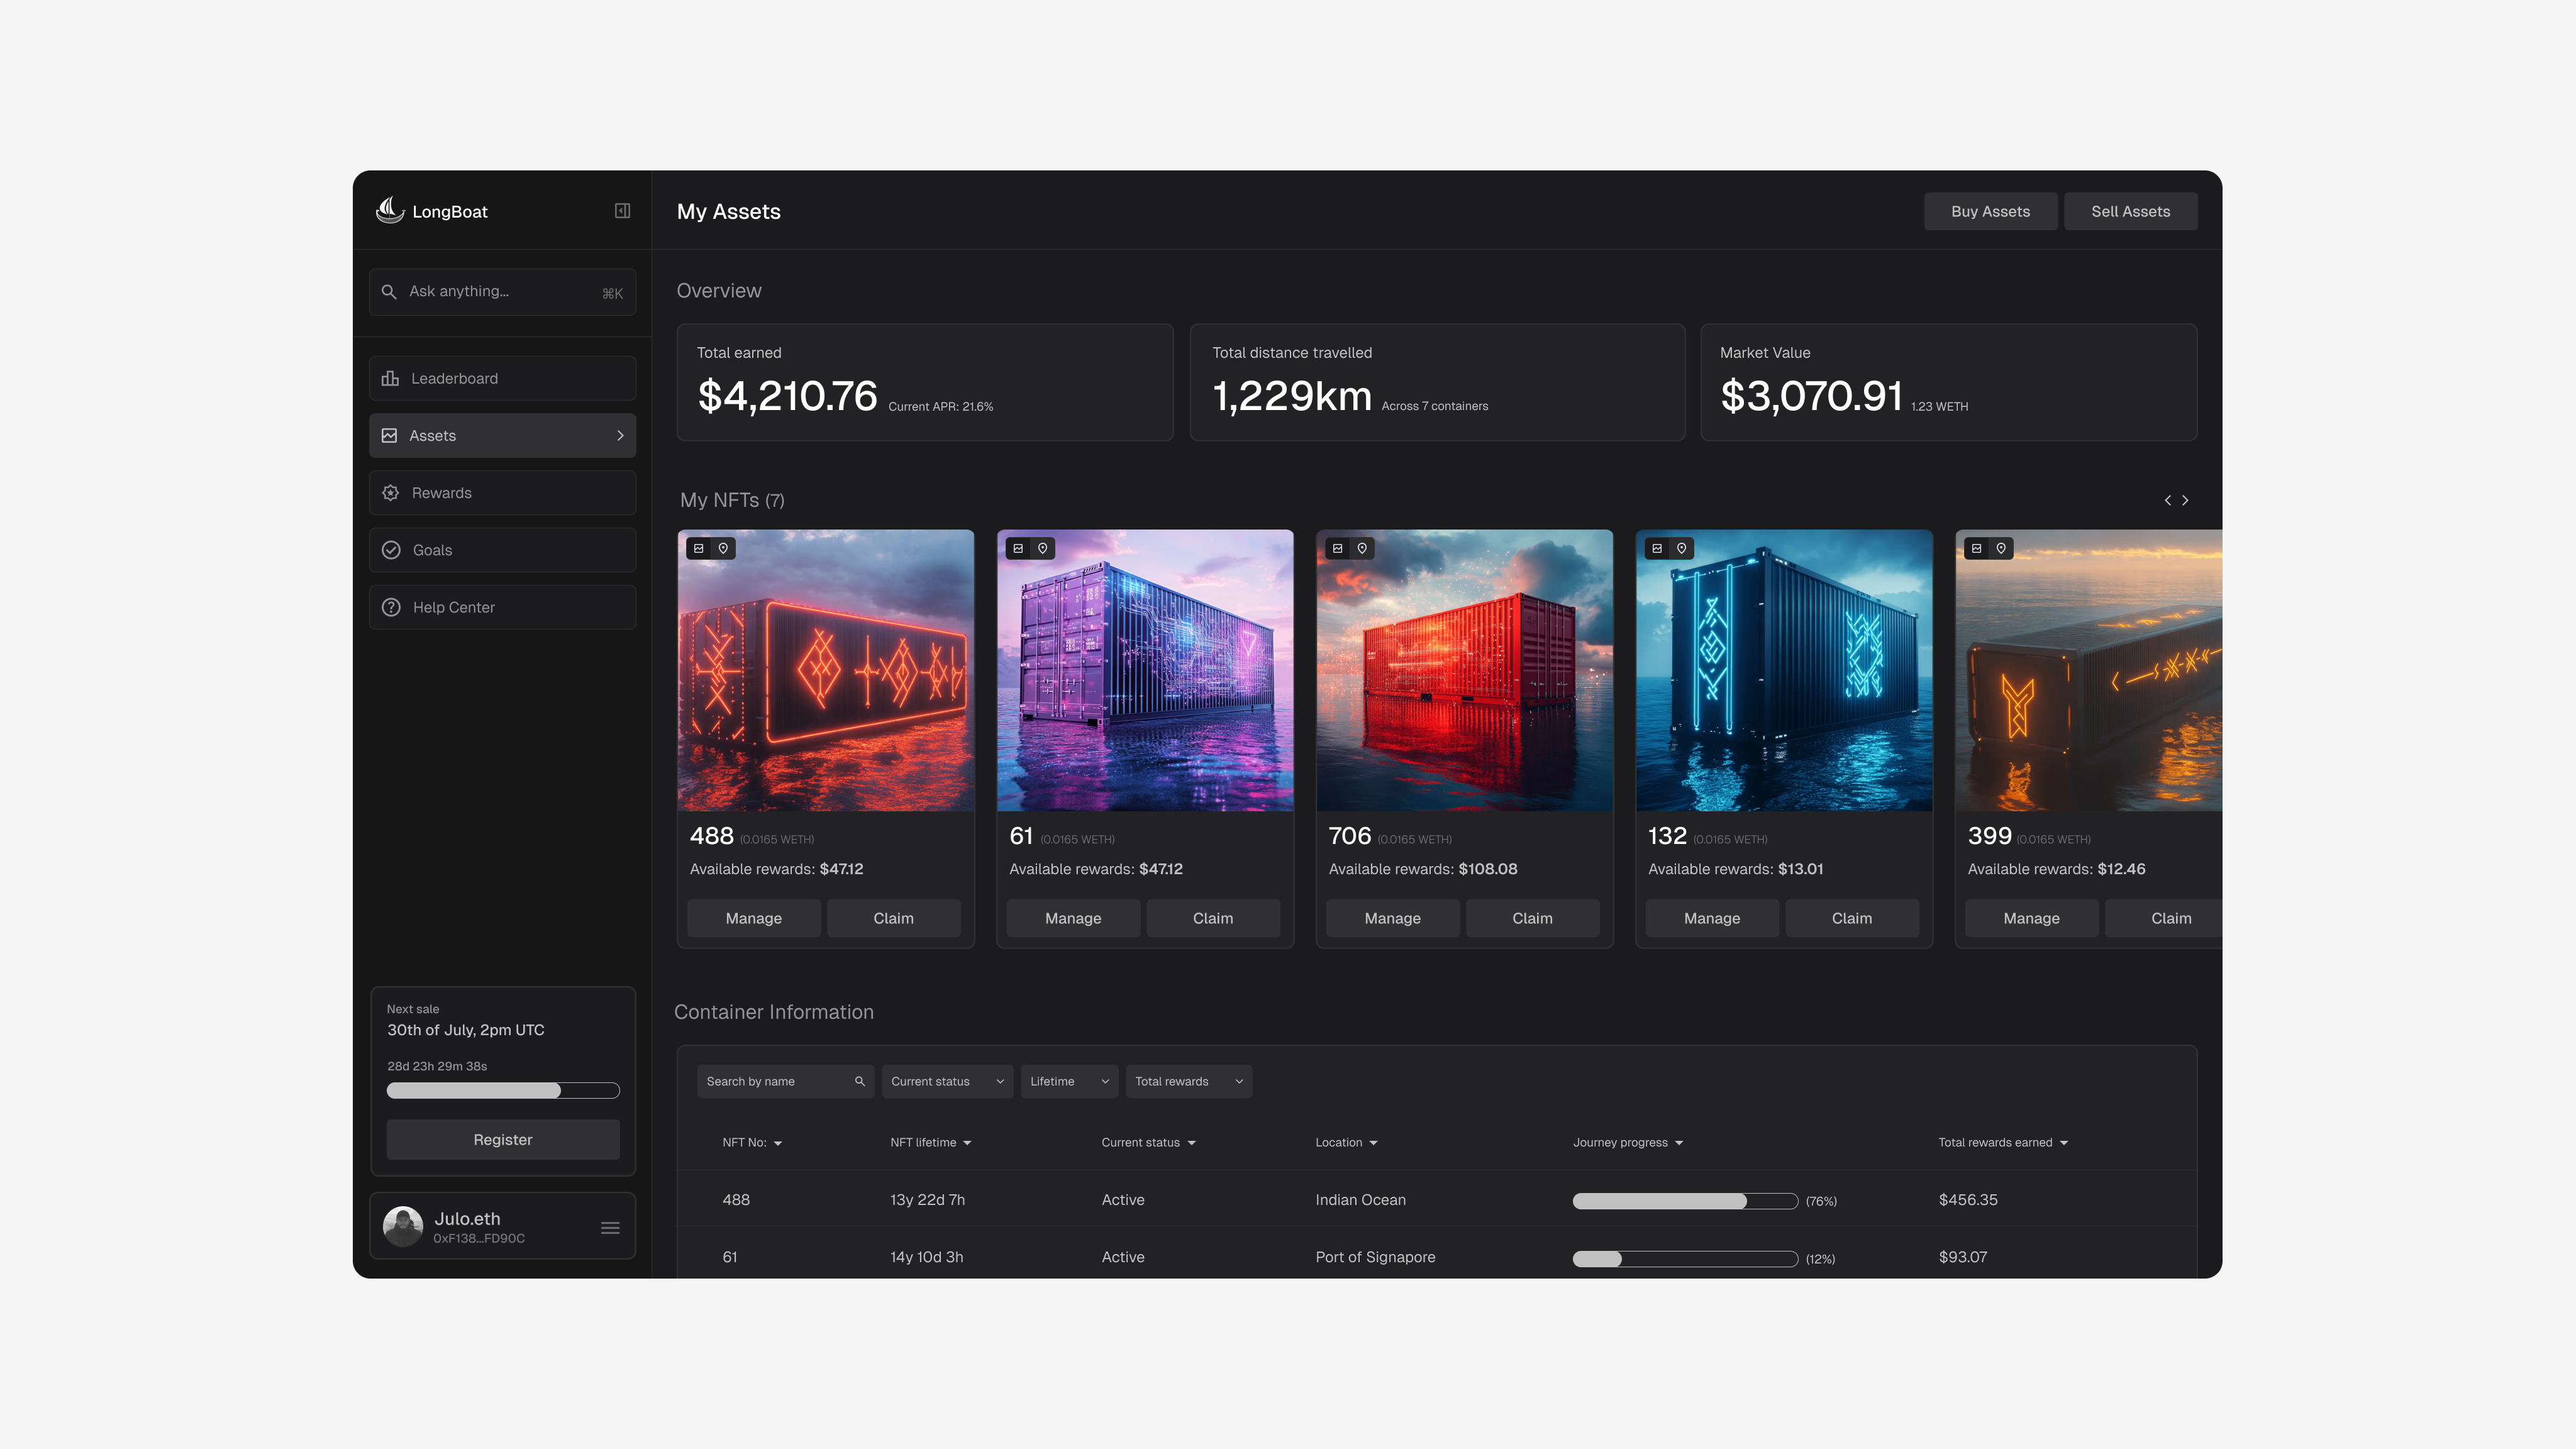 LongBoat
Ask anything...
⌘K
Leaderboard
Assets
Rewards
Goals
Help Center
Next sale
30th of July, 2pm UTC
28d 23h 29m 38s
Register
Julo.eth
0xF138...FD90C
My Assets
Buy Assets
Sell Assets
Overview
Total earned
$4,210.76 Current APR: 21.6%
Total distance travelled
1,229km Across 7 containers
Market Value
$3,070.91 1.23 WETH
My NFTs (7)
488 (0.0165 WETH)
Available rewards: $47.12
Manage
Claim
61 (0.0165 WETH)
Available rewards: $47.12
Manage
Claim
706 (0.0165 WETH)
Available rewards: $108.08
Manage
Claim
132 (0.0165 WETH)
Available rewards: $13.01
Manage
Claim
399 (0.0165 WETH)
Available rewards: $12.46
Manage
Claim
Container Information
Search by name
Current status
Lifetime
Total rewards
NFT No: NFT lifetime Current status Location Journey progress Total rewards earned
488 13y 22d 7h Active Indian Ocean (76%) $456.35
61 14y 10d 3h Active Port of Signapore (12%) $93.07